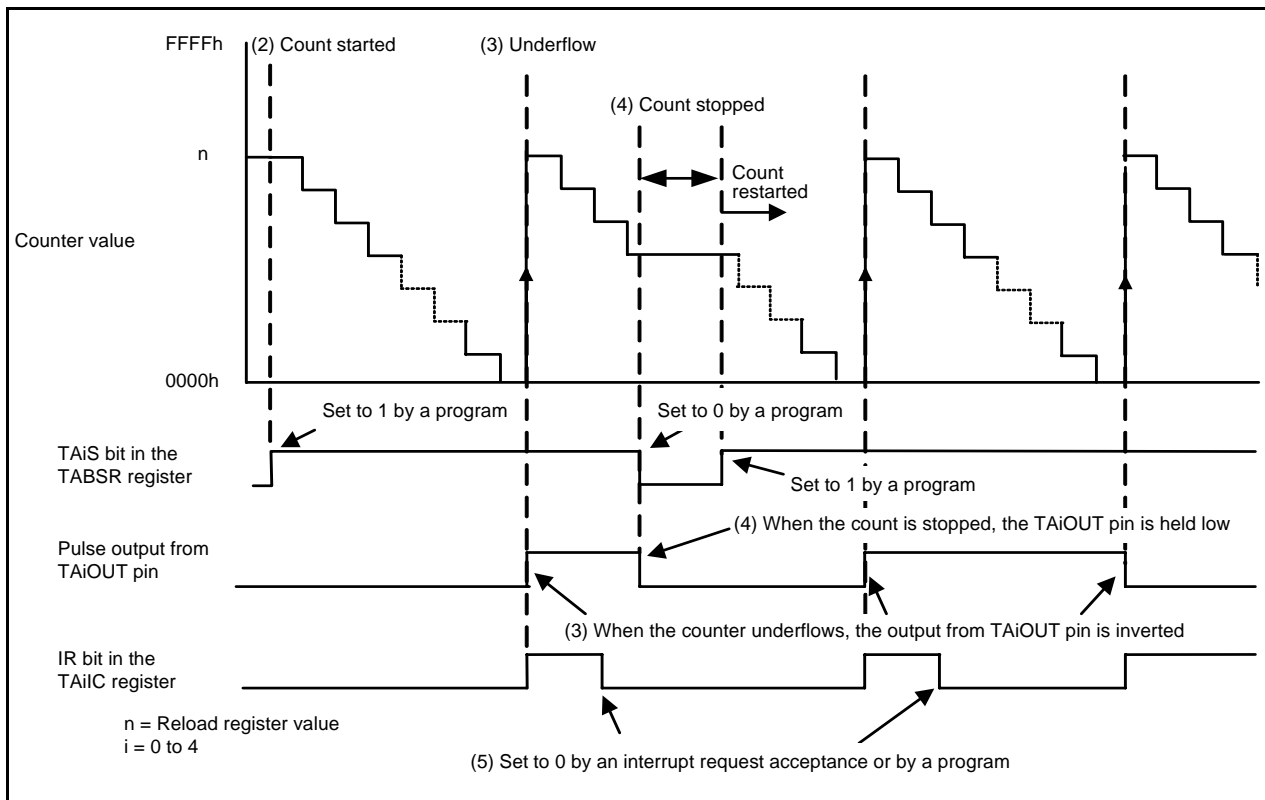 FFFFh
(2) Count started
(3) Underflow
(4) Count stopped
n
Count
restarted
Counter value
0000h
Set to 1 by a program
Set to 0 by a program
TAiS bit in the
TABSR register
Set to 1 by a program
(4) When the count is stopped, the TAiOUT pin is held low
Pulse output from
TAiOUT pin
(3) When the counter underflows, the output from TAiOUT pin is inverted
IR bit in the
TAiIC register
n = Reload register value
i = 0 to 4
(5) Set to 0 by an interrupt request acceptance or by a program